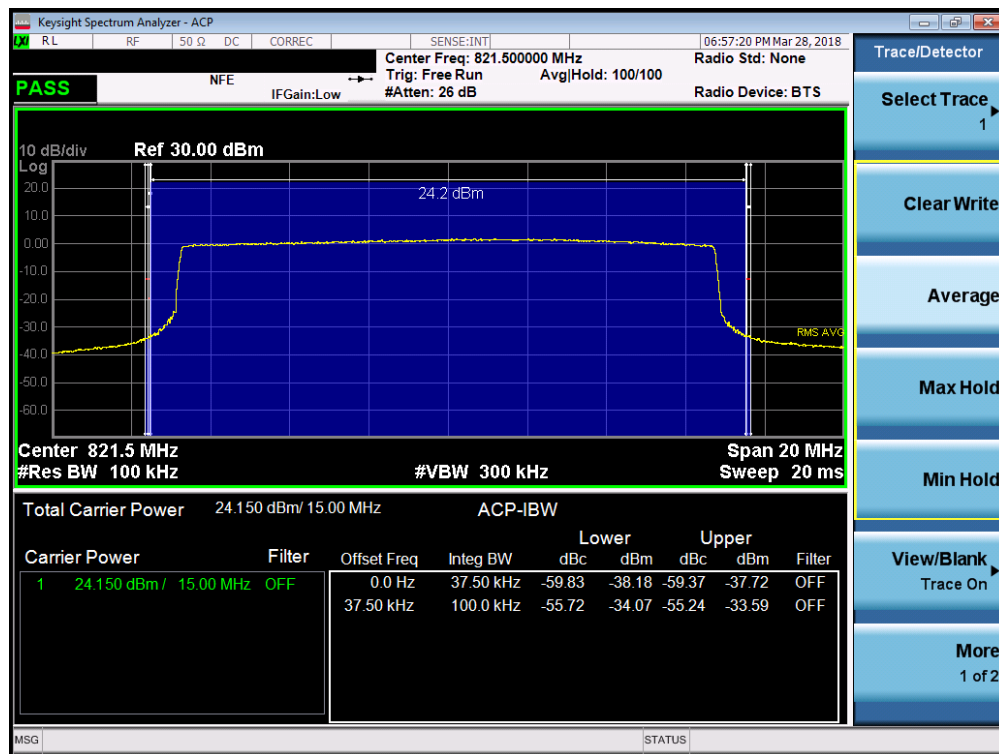 Keysight Spectrum Analyzer - ACP
LXI RL RF 50 Ω DC CORREC SENSE:INT 06:57:20 PM Mar 28, 2018
Center Freq: 821.500000 MHz Radio Std: None
PASS NFE Trig: Free Run Avg|Hold: 100/100
IFGain:Low #Atten: 26 dB Radio Device: BTS
10 dB/div Ref 30.00 dBm
Log
20.0
24.2 dBm
10.0
0.00
-10.0
-20.0
-30.0
RMS AVG
-40.0
-50.0
-60.0
Center 821.5 MHz Span 20 MHz
#Res BW 100 kHz #VBW 300 kHz Sweep 20 ms
Total Carrier Power 24.150 dBm/ 15.00 MHz ACP-IBW
Lower Upper
Carrier Power Filter Offset Freq Integ BW dBc dBm dBc dBm Filter
1 24.150 dBm / 15.00 MHz OFF 0.0 Hz 37.50 kHz -59.83 -38.18 -59.37 -37.72 OFF
37.50 kHz 100.0 kHz -55.72 -34.07 -55.24 -33.59 OFF
MSG STATUS
Trace/Detector
Select Trace
1
Clear Write
Average
Max Hold
Min Hold
View/Blank
Trace On
More
1 of 2